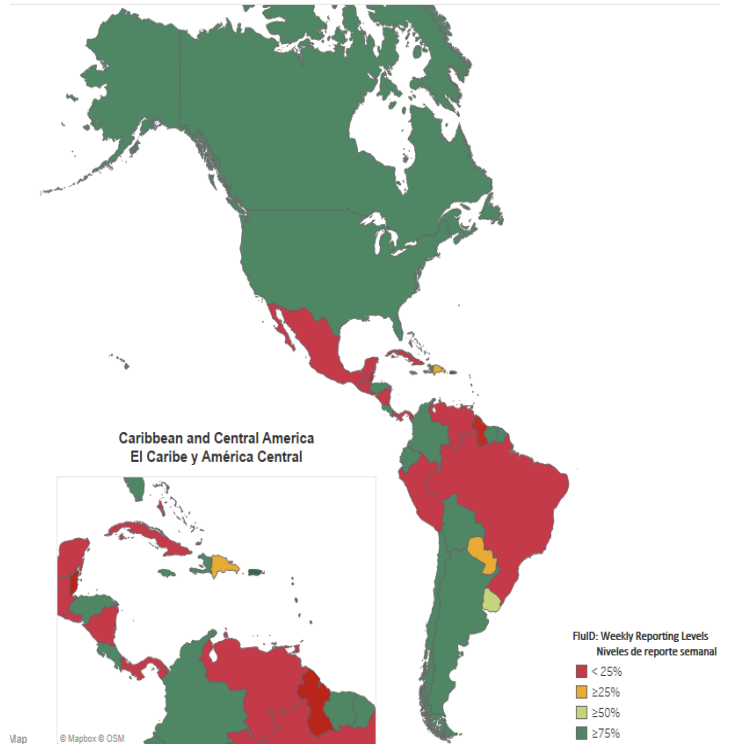 Caribbean and Central America
El Caribe y América Central
FluID: Weekly Reporting Levels
Niveles de reporte semanal
< 25%
≥25%
≥50%
≥75%
Map
© Mapbox © OSM